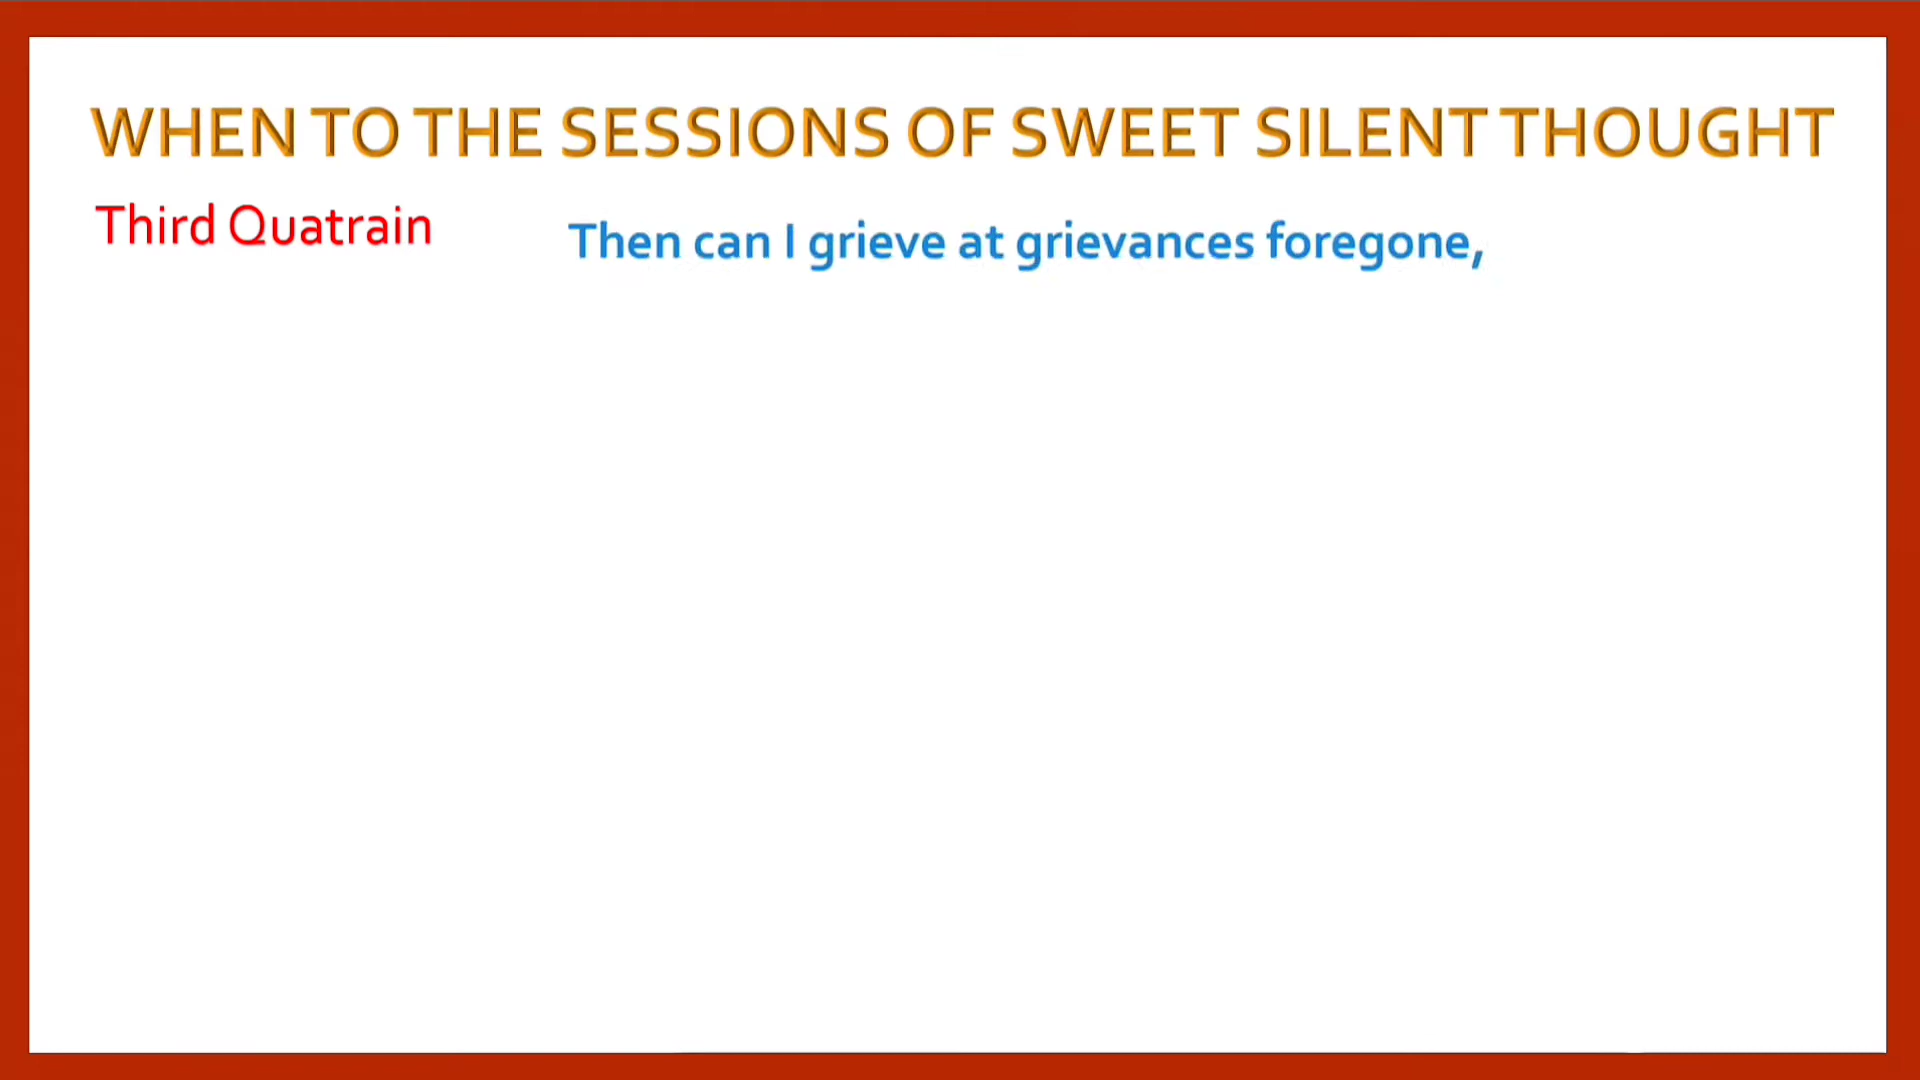 WHEN TO THE SESSIONS OF SWEET SILENT THOUGHT
Third Quatrain
Then can I grieve at grievances foregone,